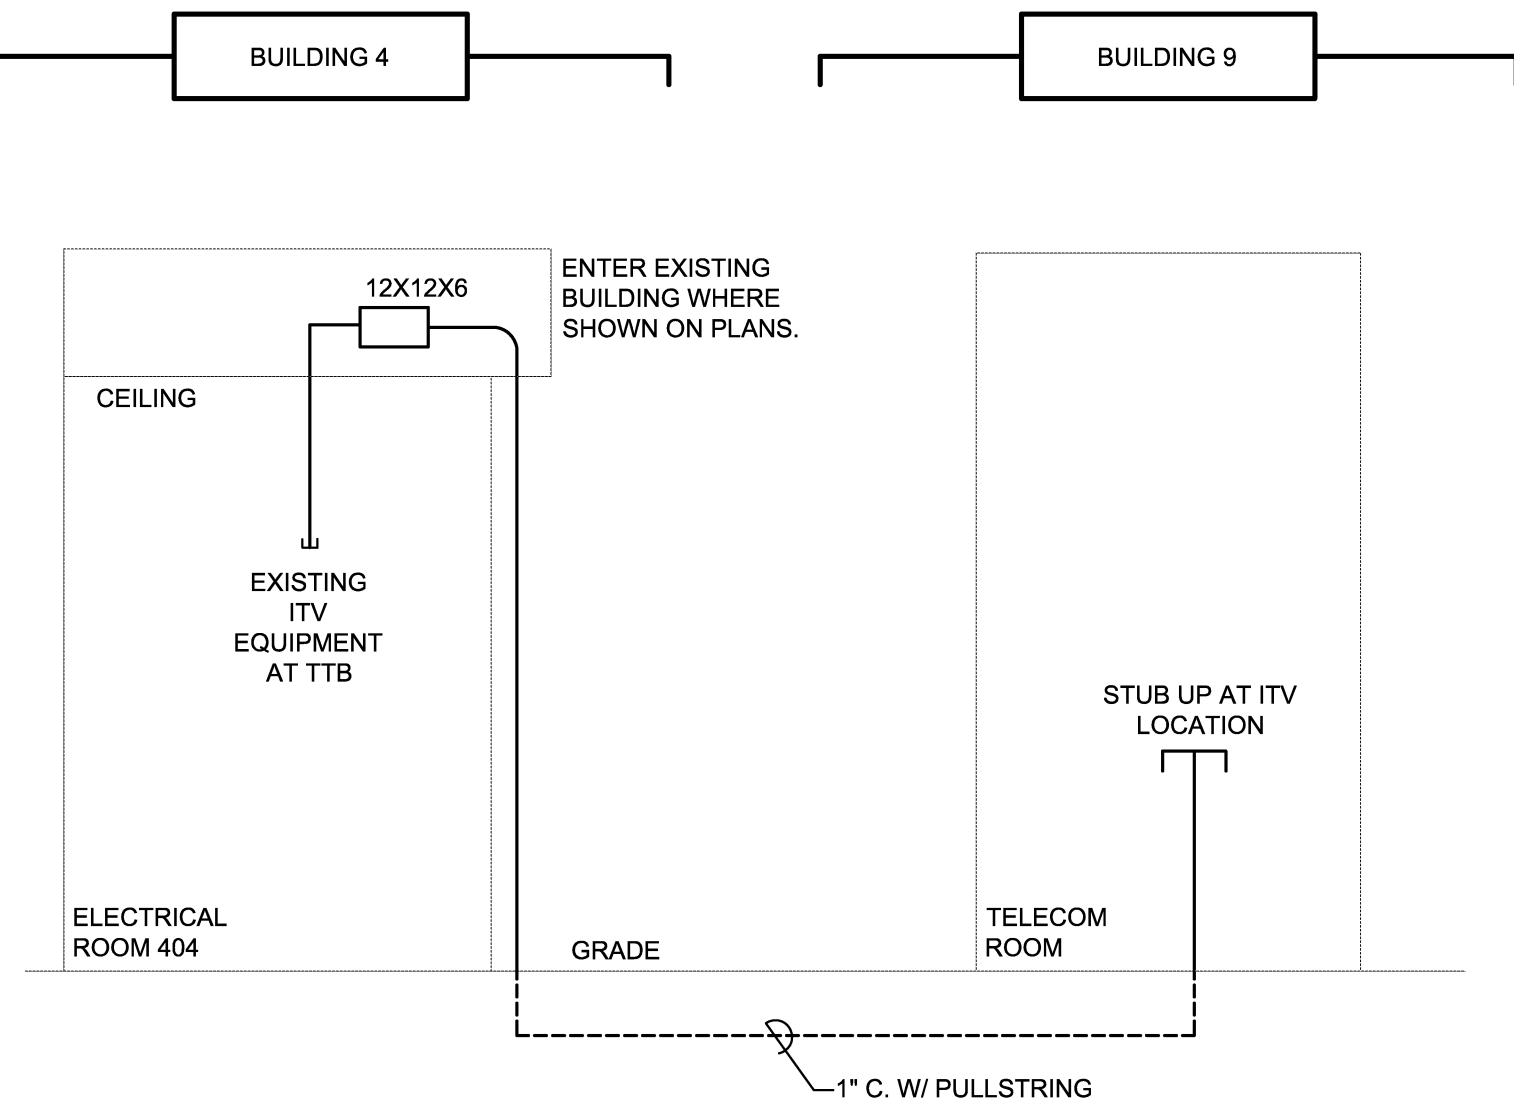 BUILDING 4
BUILDING 9
ENTER EXISTING
BUILDING WHERE
SHOWN ON PLANS.
12X12X6
CEILING
EXISTING
ITV
EQUIPMENT
AT TTB
STUB UP AT ITV
LOCATION
ELECTRICAL
ROOM 404
GRADE
TELECOM
ROOM
1" C. W/ PULLSTRING